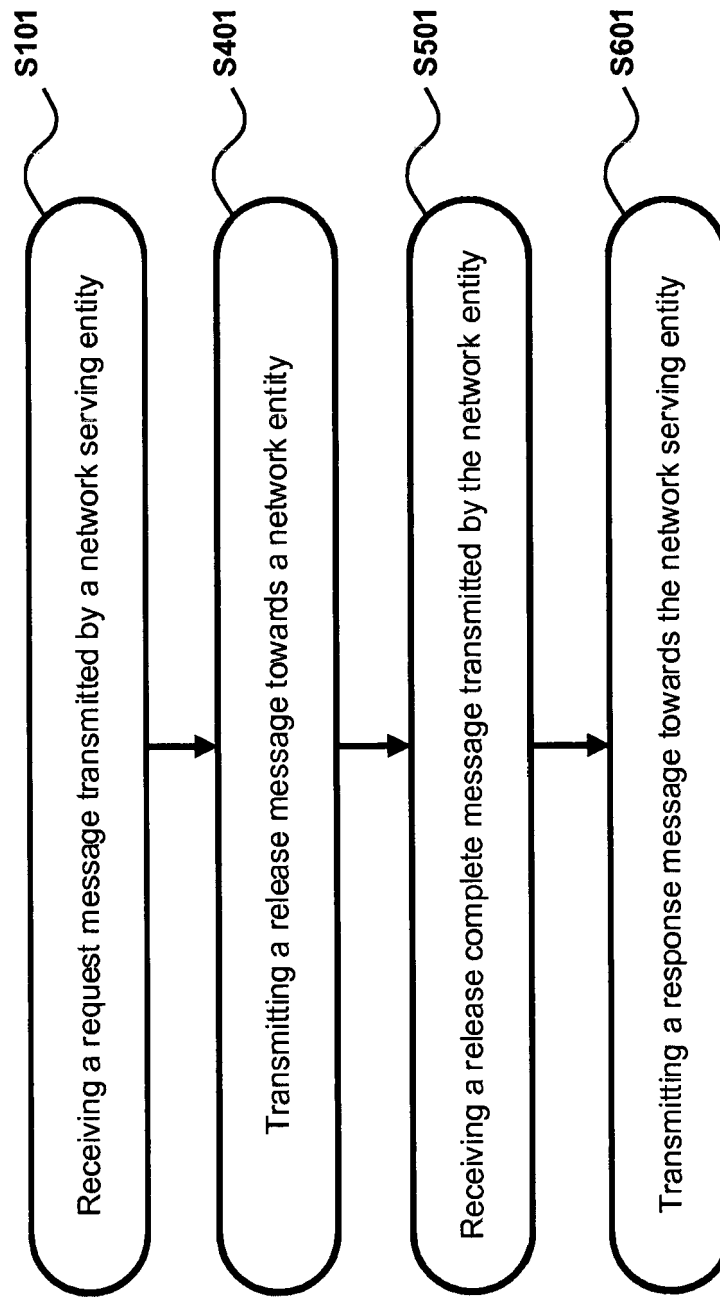 Receiving a request message transmitted by a network serving entity
S101
Transmitting a release message towards a network entity
S401
Receiving a release complete message transmitted by the network entity
S501
Transmitting a response message towards the network serving entity
S601